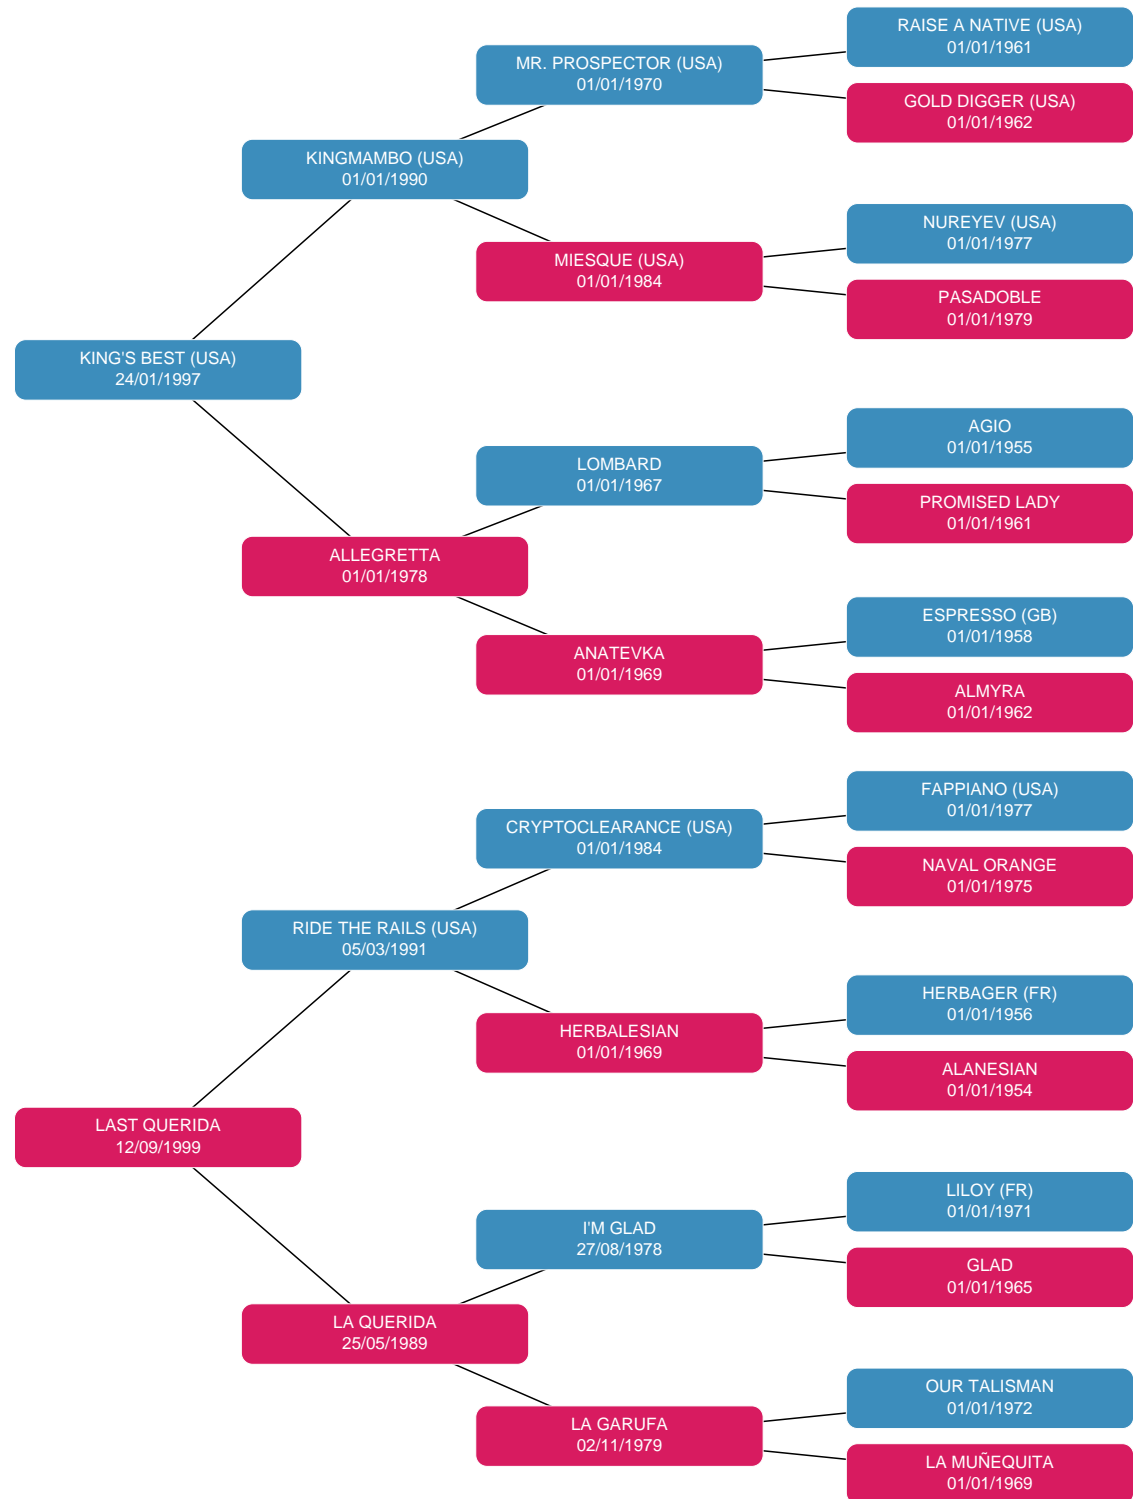 RAISE A NATIVE (USA)
01/01/1961
MR. PROSPECTOR (USA)
01/01/1970
GOLD DIGGER (USA)
01/01/1962
KINGMAMBO (USA)
01/01/1990
NUREYEV (USA)
01/01/1977
MIESQUE (USA)
01/01/1984
PASADOBLE
01/01/1979
KING'S BEST (USA)
24/01/1997
AGIO
01/01/1955
LOMBARD
01/01/1967
PROMISED LADY
01/01/1961
ALLEGRETTA
01/01/1978
ESPRESSO (GB)
01/01/1958
ANATEVKA
01/01/1969
ALMYRA
01/01/1962
FAPPIANO (USA)
01/01/1977
CRYPTOCLEARANCE (USA)
01/01/1984
NAVAL ORANGE
01/01/1975
RIDE THE RAILS (USA)
05/03/1991
HERBAGER (FR)
01/01/1956
HERBALESIAN
01/01/1969
ALANESIAN
01/01/1954
LAST QUERIDA
12/09/1999
LILOY (FR)
01/01/1971
I'M GLAD
27/08/1978
GLAD
01/01/1965
LA QUERIDA
25/05/1989
OUR TALISMAN
01/01/1972
LA GARUFA
02/11/1979
LA MUÑEQUITA
01/01/1969